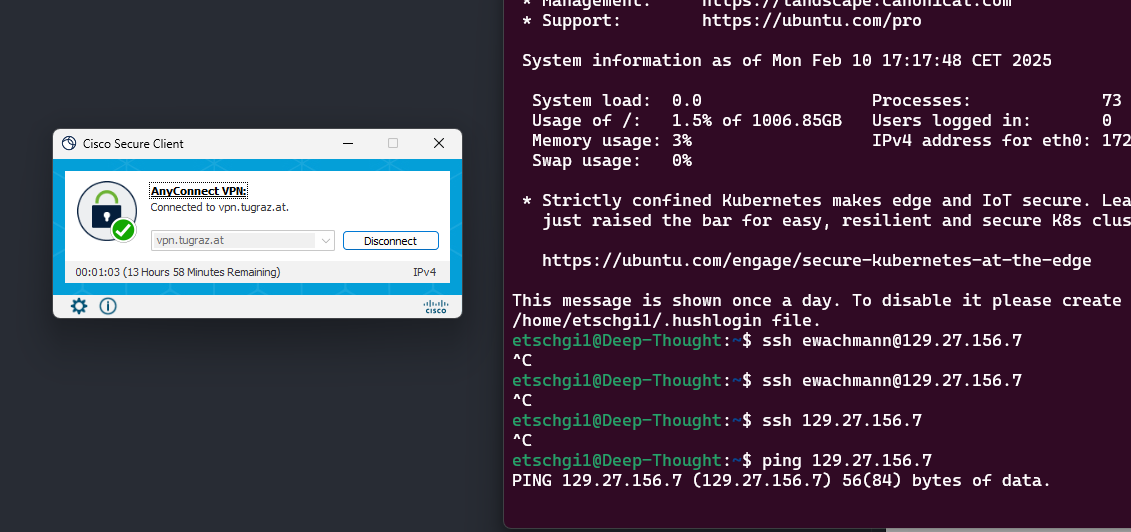 Cisco Secure Client
AnyConnect VPN:
Connected to vpn.tugraz.at.
vpn.tugraz.at
Disconnect
00:01:03 (13 Hours 58 Minutes Remaining)
IPv4
cisco
* Management: https://landscape.canonical.com
* Support: https://ubuntu.com/pro
System information as of Mon Feb 10 17:17:48 CET 2025
System load: 0.0 Processes: 73
Usage of /: 1.5% of 1006.85GB Users logged in: 0
Memory usage: 3% IPv4 address for eth0: 172
Swap usage: 0%
* Strictly confined Kubernetes makes edge and IoT secure. Lea
just raised the bar for easy, resilient and secure K8s clus
https://ubuntu.com/engage/secure-kubernetes-at-the-edge
This message is shown once a day. To disable it please create
/home/etschgi1/.hushlogin file.
etschgi1@Deep-Thought:~$ ssh ewachmann@129.27.156.7
^C
etschgi1@Deep-Thought:~$ ssh ewachmann@129.27.156.7
^C
etschgi1@Deep-Thought:~$ ssh 129.27.156.7
^C
etschgi1@Deep-Thought:~$ ping 129.27.156.7
PING 129.27.156.7 (129.27.156.7) 56(84) bytes of data.